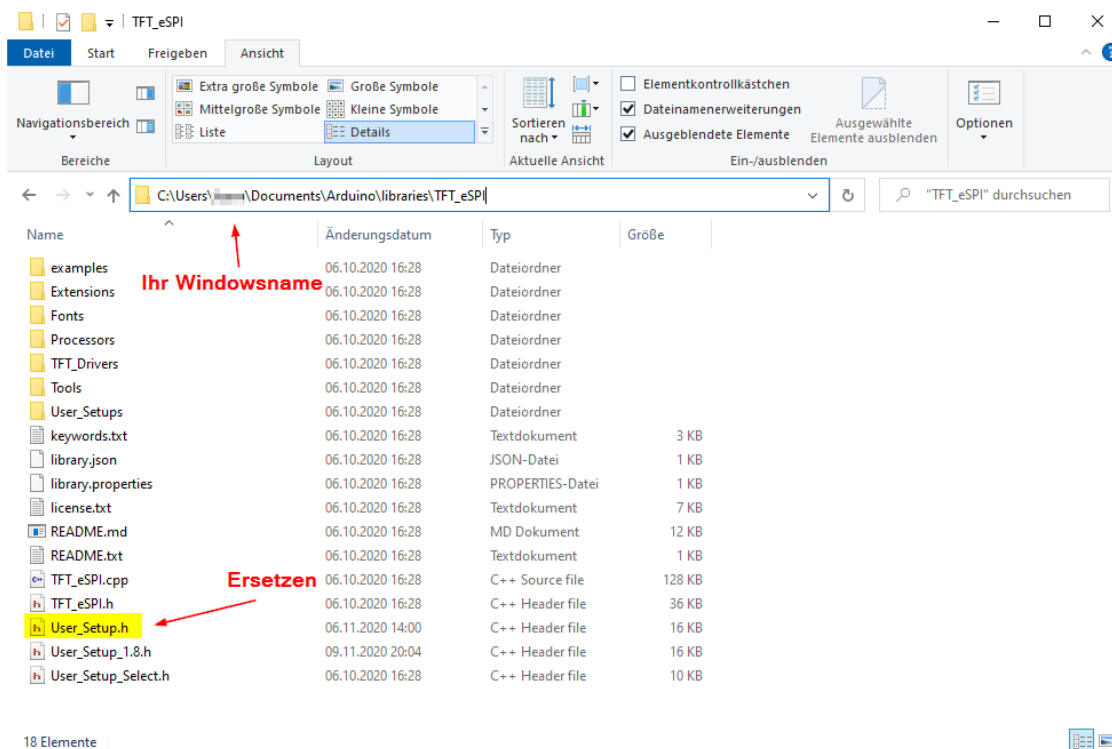 TFT_eSPI
Datei Start Freigeben Ansicht
Navigationsbereich
Extra große Symbole Große Symbole
Mittelgroße Symbole Kleine Symbole
Liste Details
Sortieren nach
Elementkontrollkästchen
Dateinamenerweiterungen
Ausgeblendete Elemente
Ausgewählte
Elemente ausblenden
Optionen
Bereiche Layout Aktuelle Ansicht Ein-/ausblenden
C:\Users\ \Documents\Arduino\libraries\TFT_eSPI
"TFT_eSPI" durchsuchen
Name Änderungsdatum Typ Größe
examples 06.10.2020 16:28 Dateiordner
Ihr Windowsname
Extensions 06.10.2020 16:28 Dateiordner
Fonts 06.10.2020 16:28 Dateiordner
Processors 06.10.2020 16:28 Dateiordner
TFT_Drivers 06.10.2020 16:28 Dateiordner
Tools 06.10.2020 16:28 Dateiordner
User_Setups 06.10.2020 16:28 Dateiordner
keywords.txt 06.10.2020 16:28 Textdokument 3 KB
library.json 06.10.2020 16:28 JSON-Datei 1 KB
library.properties 06.10.2020 16:28 PROPERTIES-Datei 1 KB
license.txt 06.10.2020 16:28 Textdokument 7 KB
README.md 06.10.2020 16:28 MD Dokument 12 KB
README.txt 06.10.2020 16:28 Textdokument 1 KB
TFT_eSPI.cpp 06.10.2020 16:28 C++ Source file 128 KB
Ersetzen
TFT_eSPI.h 06.10.2020 16:28 C++ Header file 36 KB
User_Setup.h 06.11.2020 14:00 C++ Header file 16 KB
User_Setup_1.8.h 09.11.2020 20:04 C++ Header file 16 KB
User_Setup_Select.h 06.10.2020 16:28 C++ Header file 10 KB
18 Elemente